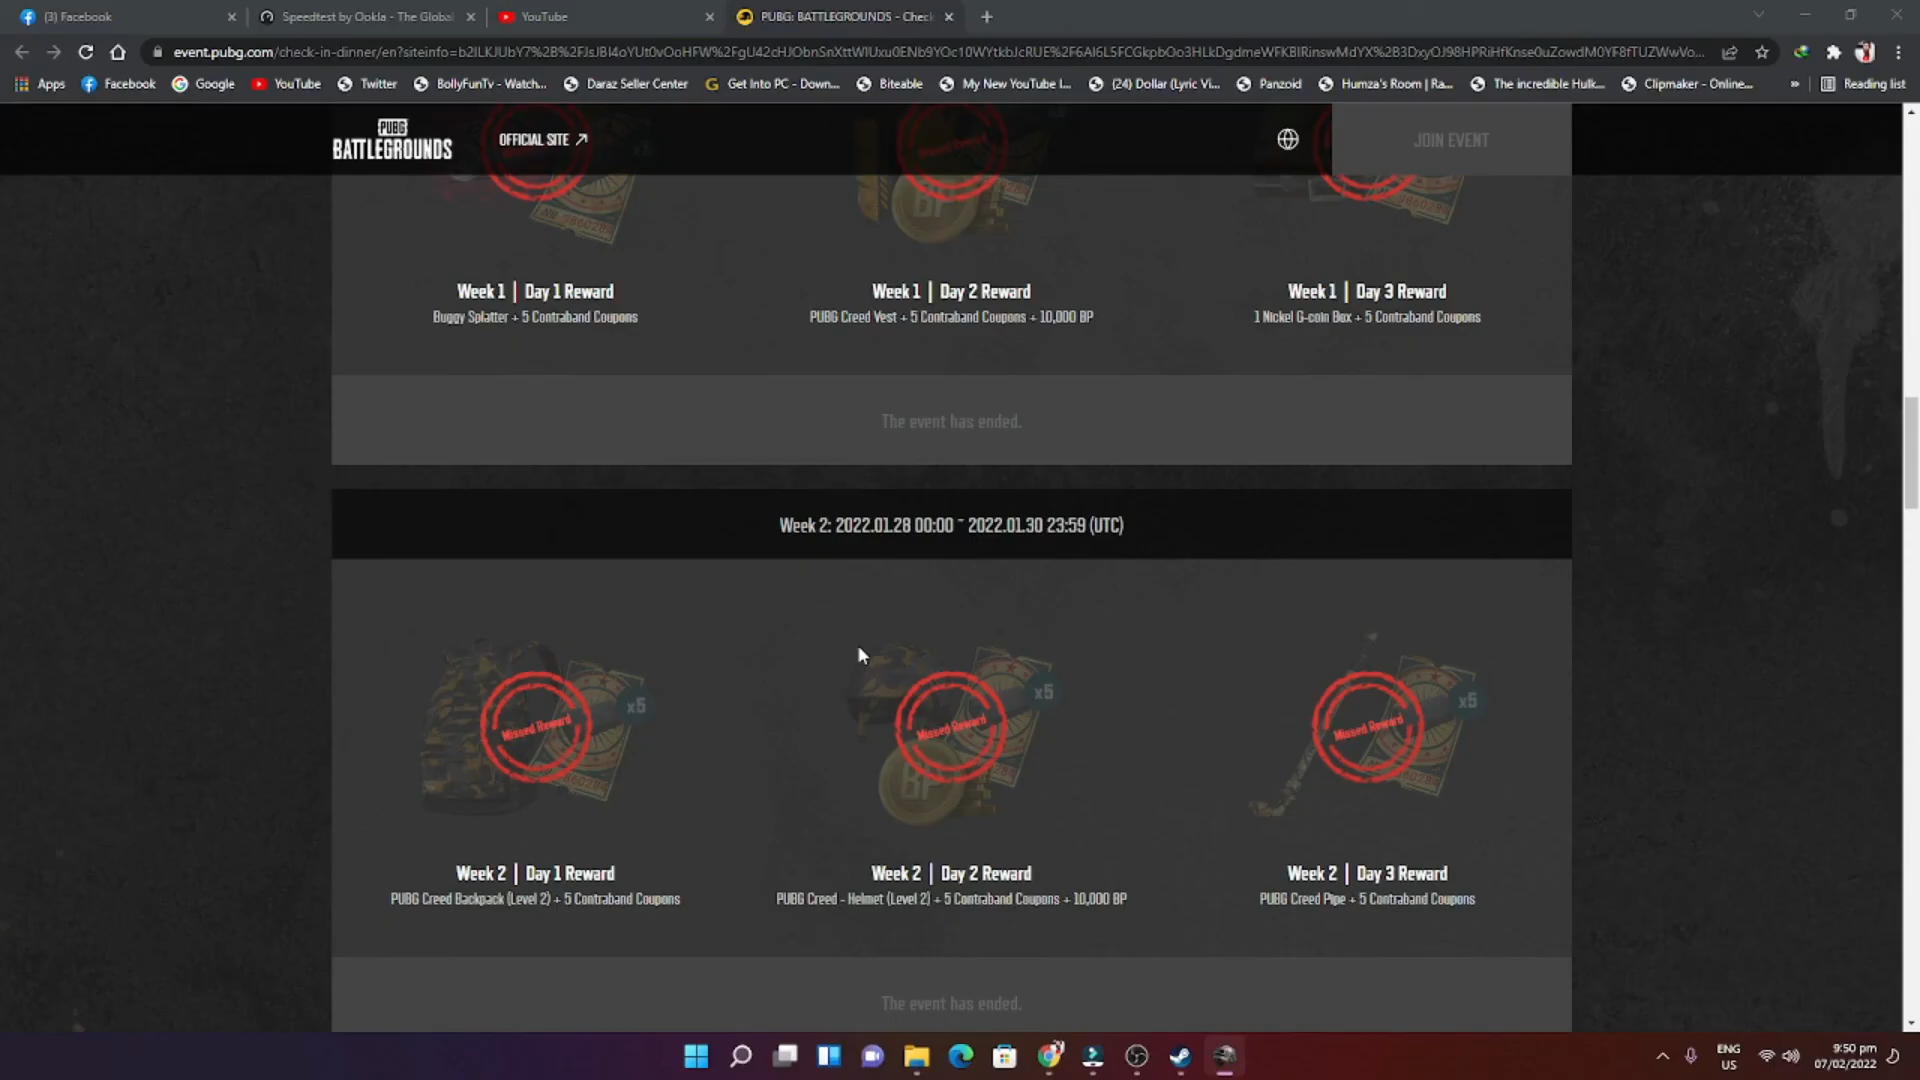 (3) Facebook
Speedtest by Ookla - The Global
YouTube
PUBG: BATTLEGROUNDS - Check
Apps
Facebook
Google
YouTube
Twitter
BollyFunTv - Watch...
Daraz Seller Center
Get Into PC - Down...
Biteable
My New YouTube I...
(24) Dollar (Lyric Vi...
Panzoid
Humza's Room | Ra...
The incredible Hulk...
Clipmaker - Online...
»
Reading list
PUBG
BATTLEGROUNDS
OFFICIAL SITE
JOIN EVENT
BP
Week 1 | Day 1 Reward
Buggy Splatter + 5 Contraband Coupons
Week 1 | Day 2 Reward
PUBG Creed Vest + 5 Contraband Coupons + 10,000 BP
Week 1 | Day 3 Reward
1 Nickel G-coin Box + 5 Contraband Coupons
The event has ended.
Week 2: 2022.01.28 00:00 ~ 2022.01.30 23:59 (UTC)
Missed Reward
x5
Missed Reward
x5
BP
Missed Reward
x5
Week 2 | Day 1 Reward
PUBG Creed Backpack (Level 2) + 5 Contraband Coupons
Week 2 | Day 2 Reward
PUBG Creed - Helmet (Level 2) + 5 Contraband Coupons + 10,000 BP
Week 2 | Day 3 Reward
PUBG Creed Pipe + 5 Contraband Coupons
The event has ended.
ENG
US
9:50 pm
07/02/2022